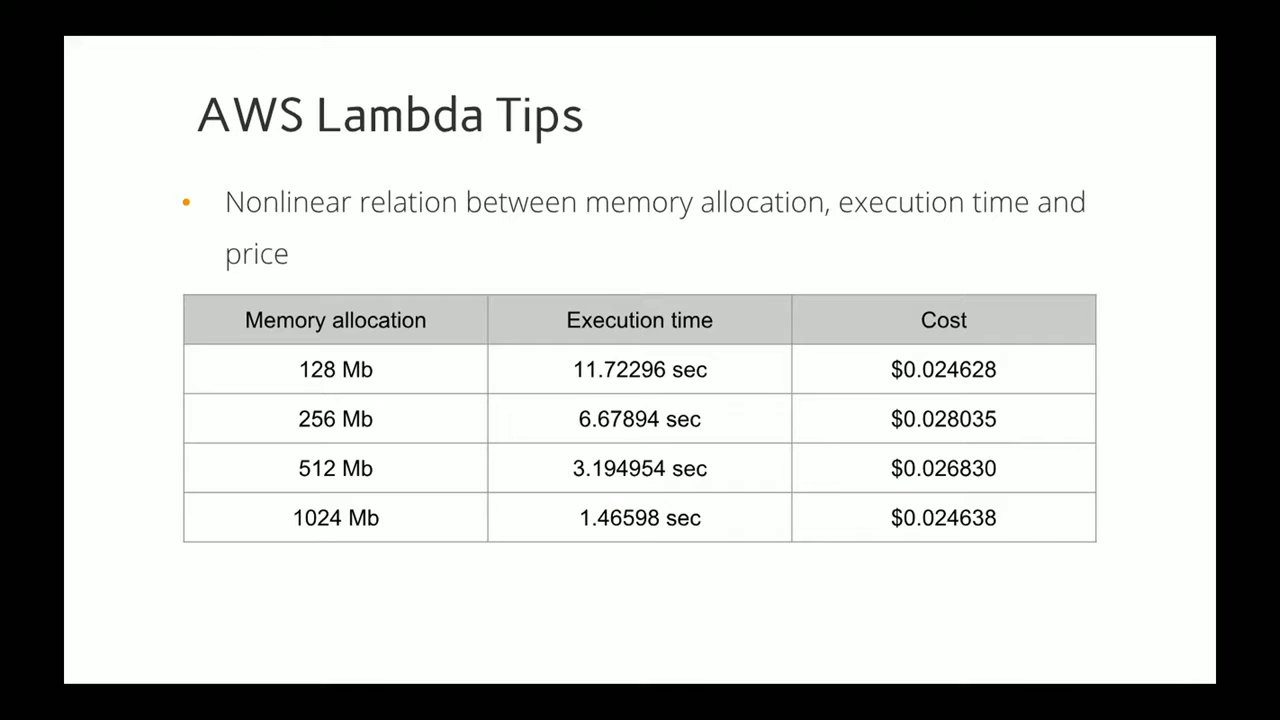 AWS Lambda Tips
• Nonlinear relation between memory allocation, execution time and
price
Memory allocation Execution time Cost
128 Mb 11.72296 sec $0.024628
256 Mb 6.67894 sec $0.028035
512 Mb 3.194954 sec $0.026830
1024 Mb 1.46598 sec $0.024638